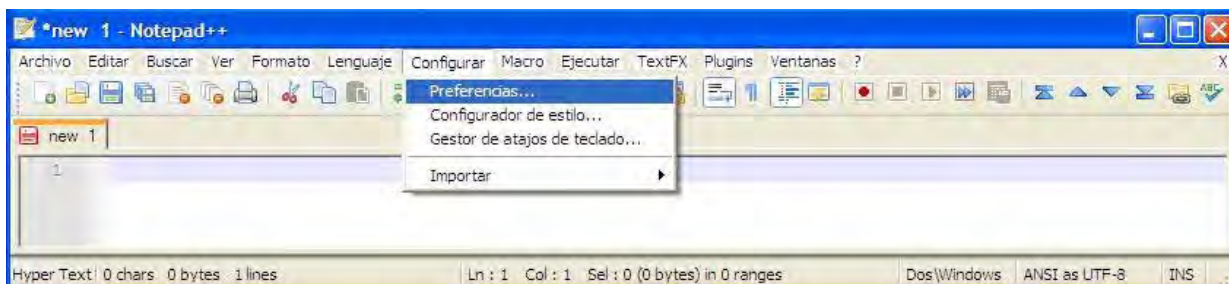 *new 1 - Notepad++
Archivo Editar Buscar Ver Formato Lenguaje Configurar Macro Ejecutar TextFX Plugins Ventanas ? X
Preferencias...
Configurador de estilo...
Gestor de atajos de teclado...
Importar
new 1
1
Hyper Text 0 chars 0 bytes 1 lines Ln : 1 Col : 1 Sel : 0 (0 bytes) in 0 ranges Dos\Windows ANSI as UTF-8 INS